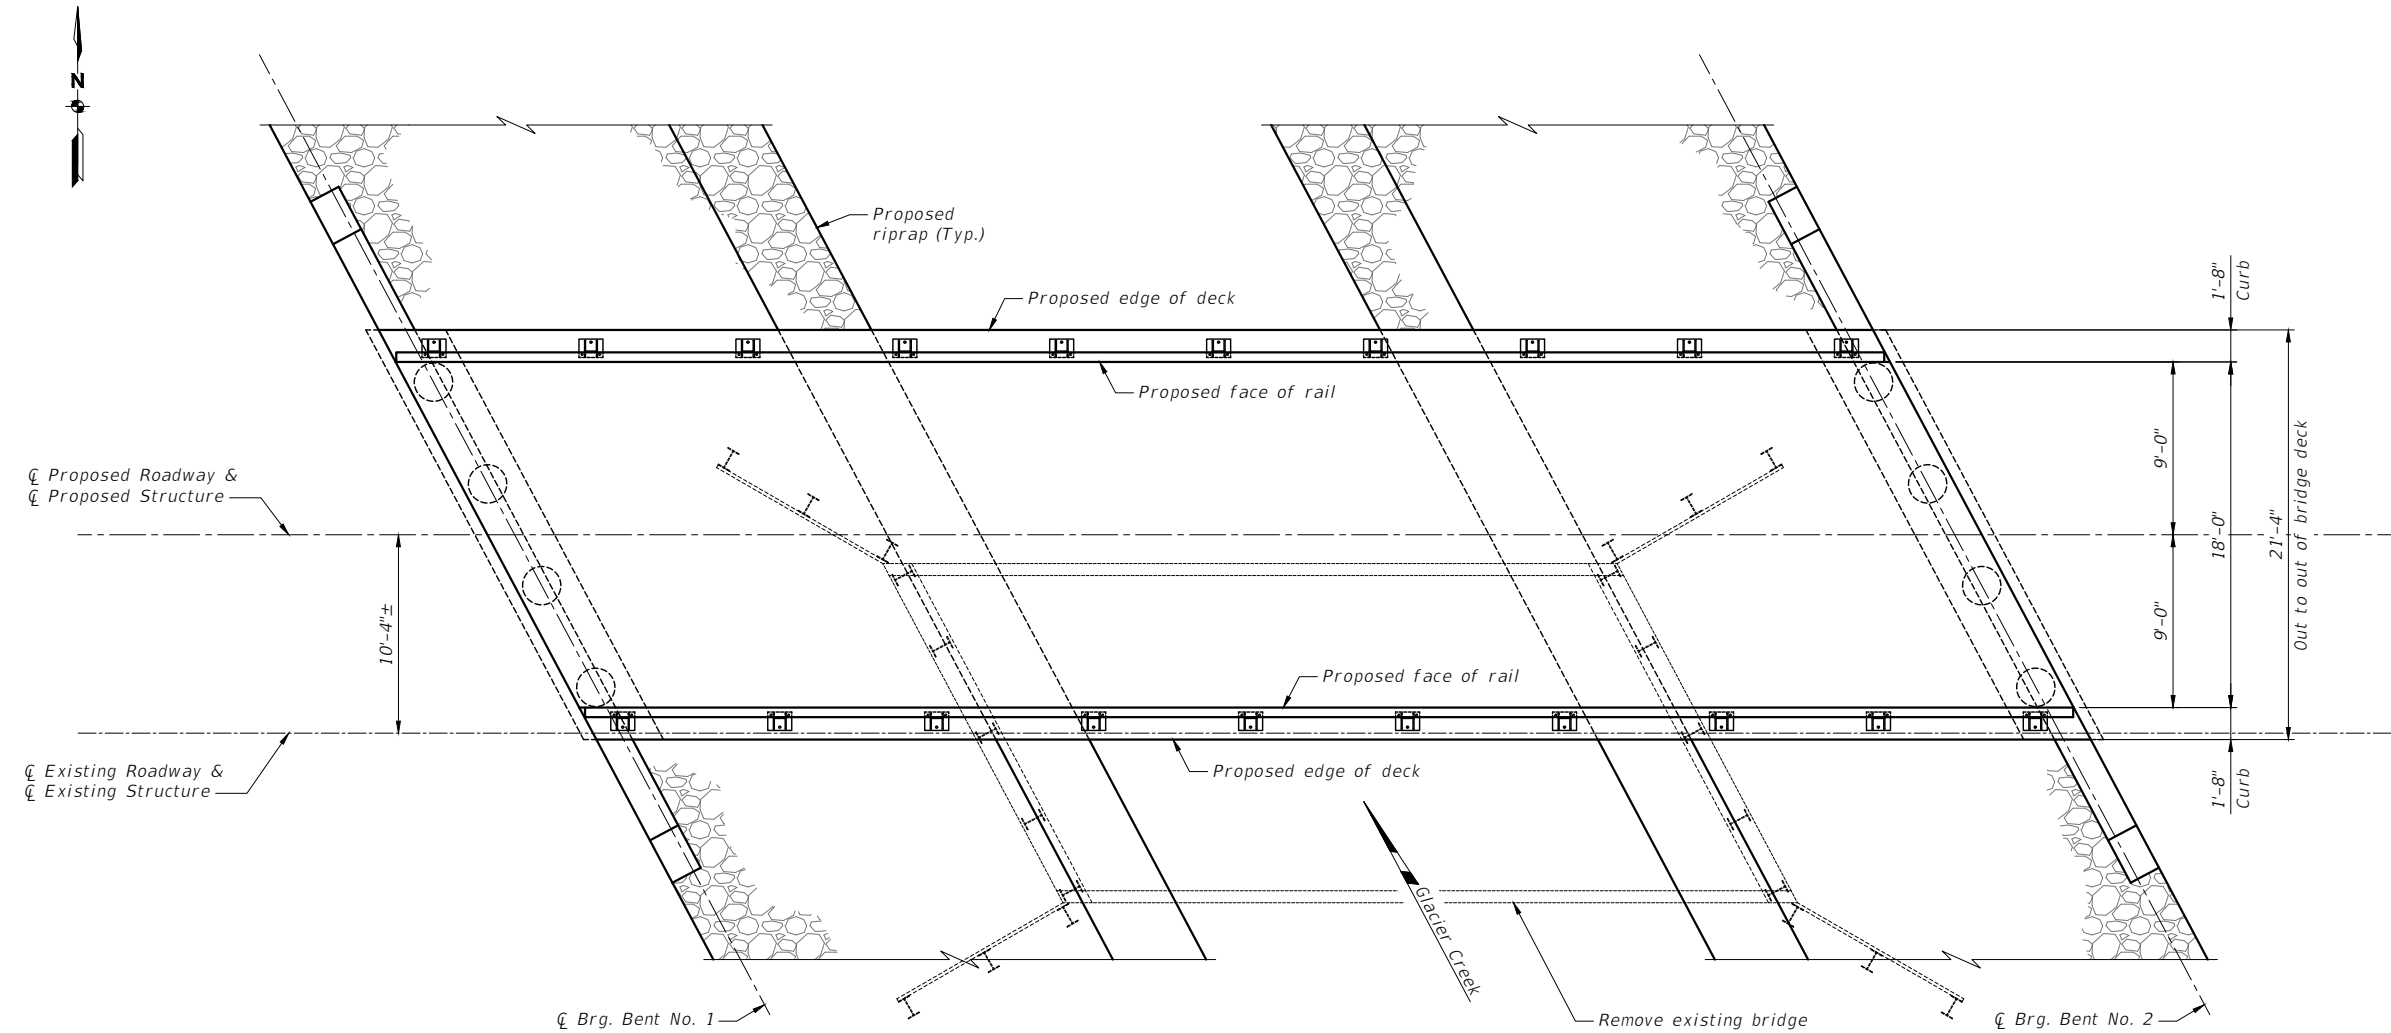 N
Proposed
riprap (Typ.)
Proposed edge of deck
1'-8"
Curb
Proposed face of rail
℄ Proposed Roadway &
℄ Proposed Structure
9'-0"
9'-0"
18'-0"
21'-4"
Out to out of bridge deck
10'-4"±
Proposed face of rail
℄ Existing Roadway &
℄ Existing Structure
Proposed edge of deck
1'-8"
Curb
Glacier Creek
℄ Brg. Bent No. 1
Remove existing bridge
℄ Brg. Bent No. 2